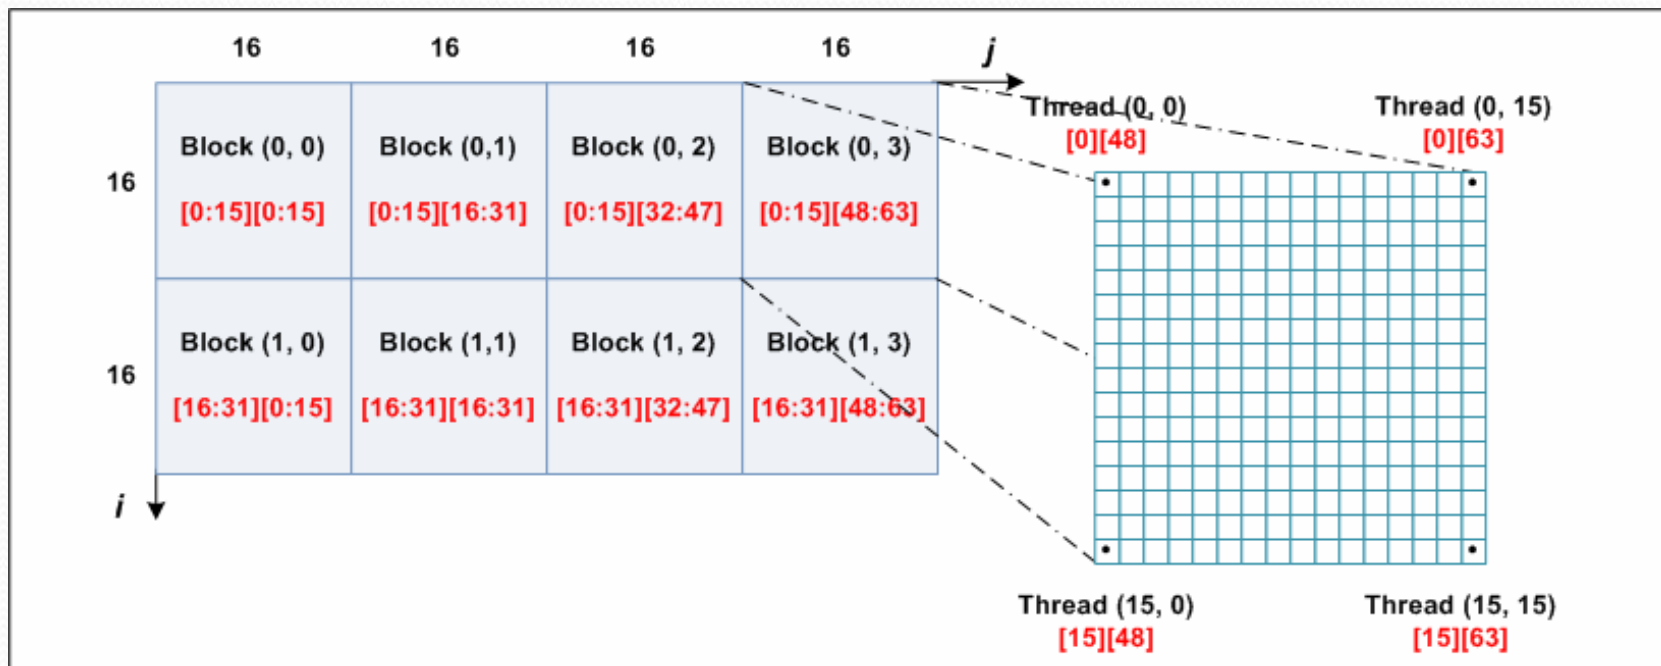 16 16 16 16 j
Thread (0, 0) Thread (0, 15)
[0][48] [0][63]
Block (0, 0) Block (0,1) Block (0, 2) Block (0, 3)
16
[0:15][0:15] [0:15][16:31] [0:15][32:47] [0:15][48:63]
Block (1, 0) Block (1,1) Block (1, 2) Block (1, 3)
16
[16:31][0:15] [16:31][16:31] [16:31][32:47] [16:31][48:63]
i
Thread (15, 0) Thread (15, 15)
[15][48] [15][63]